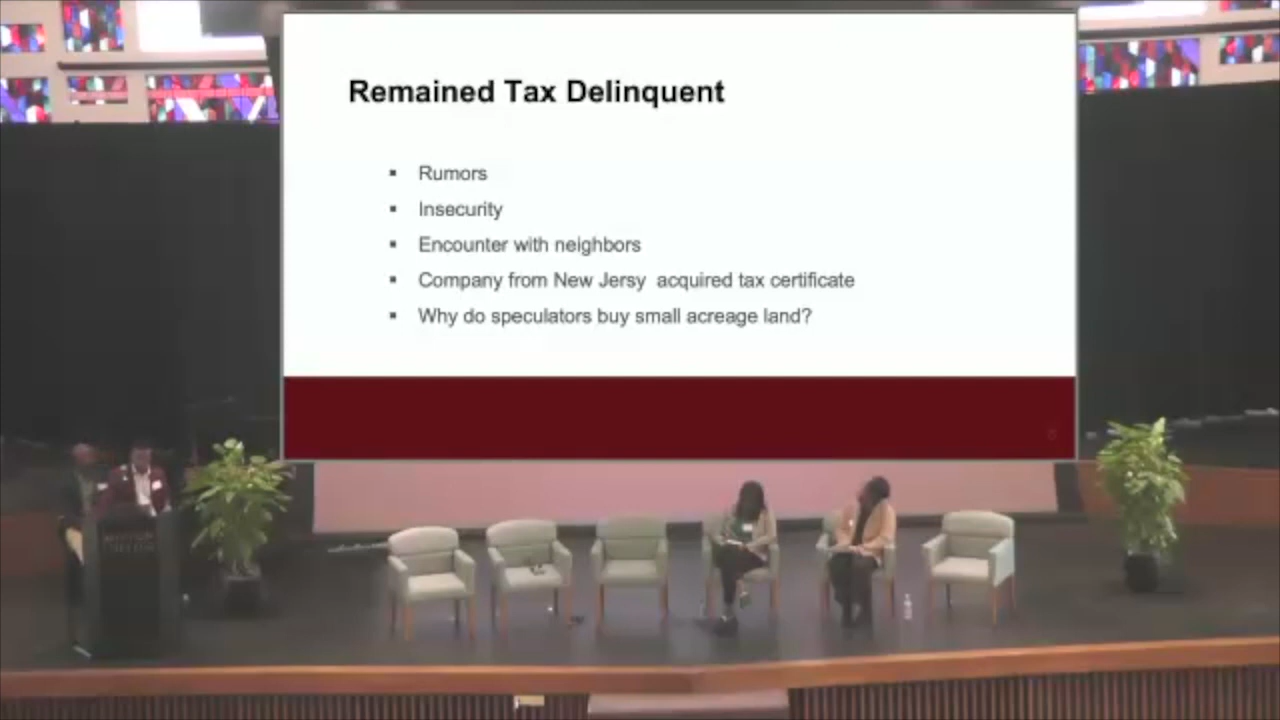 Remained Tax Delinquent
▪ Rumors
▪ Insecurity
▪ Encounter with neighbors
▪ Company from New Jersy  acquired tax certificate
▪ Why do speculators buy small acreage land?